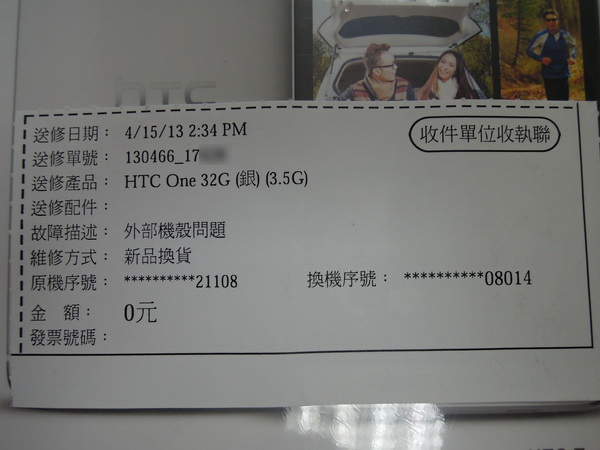 hTC
送修日期： 4/15/13 2:34 PM
收件單位收執聯
送修單號： 130466_17
送修產品： HTC One 32G (銀) (3.5G)
送修配件：
故障描述： 外部機殼問題
維修方式： 新品換貨
原機序號： **********21108 換機序號： **********08014
金 額： 0元
發票號碼：